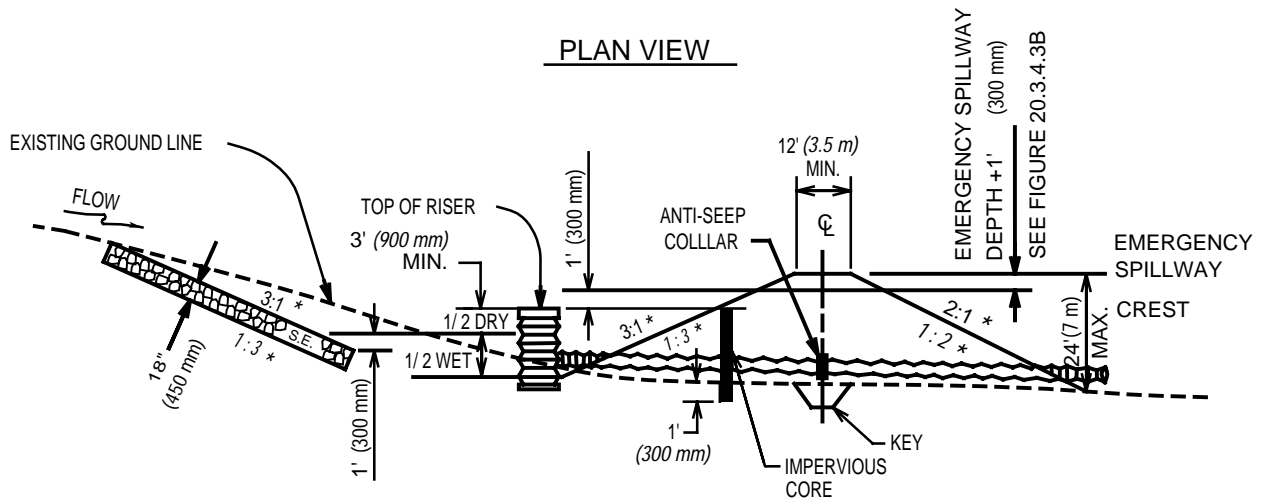 PLAN VIEW
EMERGENCY SPILLWAY
DEPTH +1' (300 mm)
SEE FIGURE 20.3.4.3B
EXISTING GROUND LINE
FLOW
TOP OF RISER
3' (900 mm)
MIN.
1' (300 mm)
12' (3.5 m)
MIN.
ANTI-SEEP
COLLLAR
℄
EMERGENCY
SPILLWAY
CREST
3:1 *
1:3 *
S.E.
18"
(450 mm)
1' (300 mm)
1/2 DRY
1/2 WET
3:1 *
1:3 *
2:1 *
1:2 *
24'(7 m)
MAX.
1'
(300 mm)
KEY
IMPERVIOUS
CORE